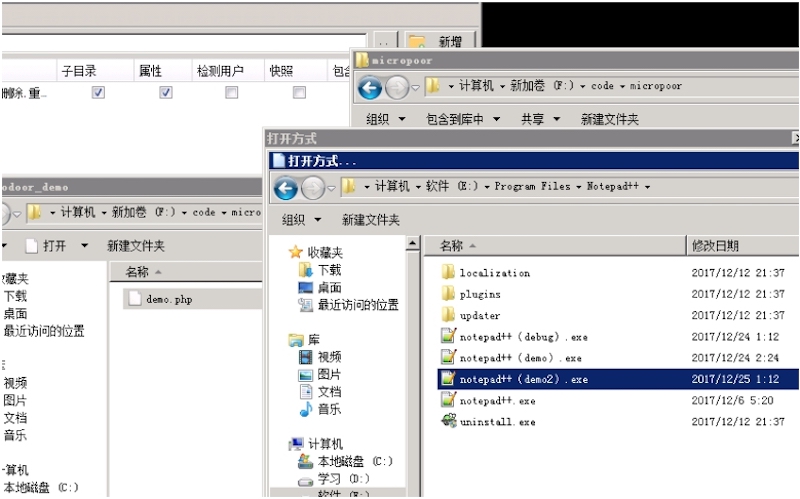 新增
子目录 属性 检测用户 快照
删除.重
micropoor
计算机 新加卷 (F:) code micropoor
组织 包含到库中 共享 新建文件夹
打开方式
打开方式...
计算机 软件 (E:) Program Files Notepad++
组织 新建文件夹
收藏夹
下载
桌面
最近访问的位置
库
视频
图片
文档
音乐
计算机
本地磁盘 (C:)
学习 (D:)
软件 (E:)
名称 修改日期
localization 2017/12/12 21:37
plugins 2017/12/12 21:37
updater 2017/12/12 21:37
notepad++ (debug).exe 2017/12/24 1:12
notepad++ (demo).exe 2017/12/24 2:24
notepad++ (demo2).exe 2017/12/25 1:12
notepad++.exe 2017/12/6 5:20
uninstall.exe 2017/12/12 21:37
odoor_demo
计算机 新加卷 (F:) code micro
打开 新建文件夹
收藏夹
下载
桌面
最近访问的位置
视频
图片
文档
音乐
计算机
本地磁盘 (C:)
名称
demo.php